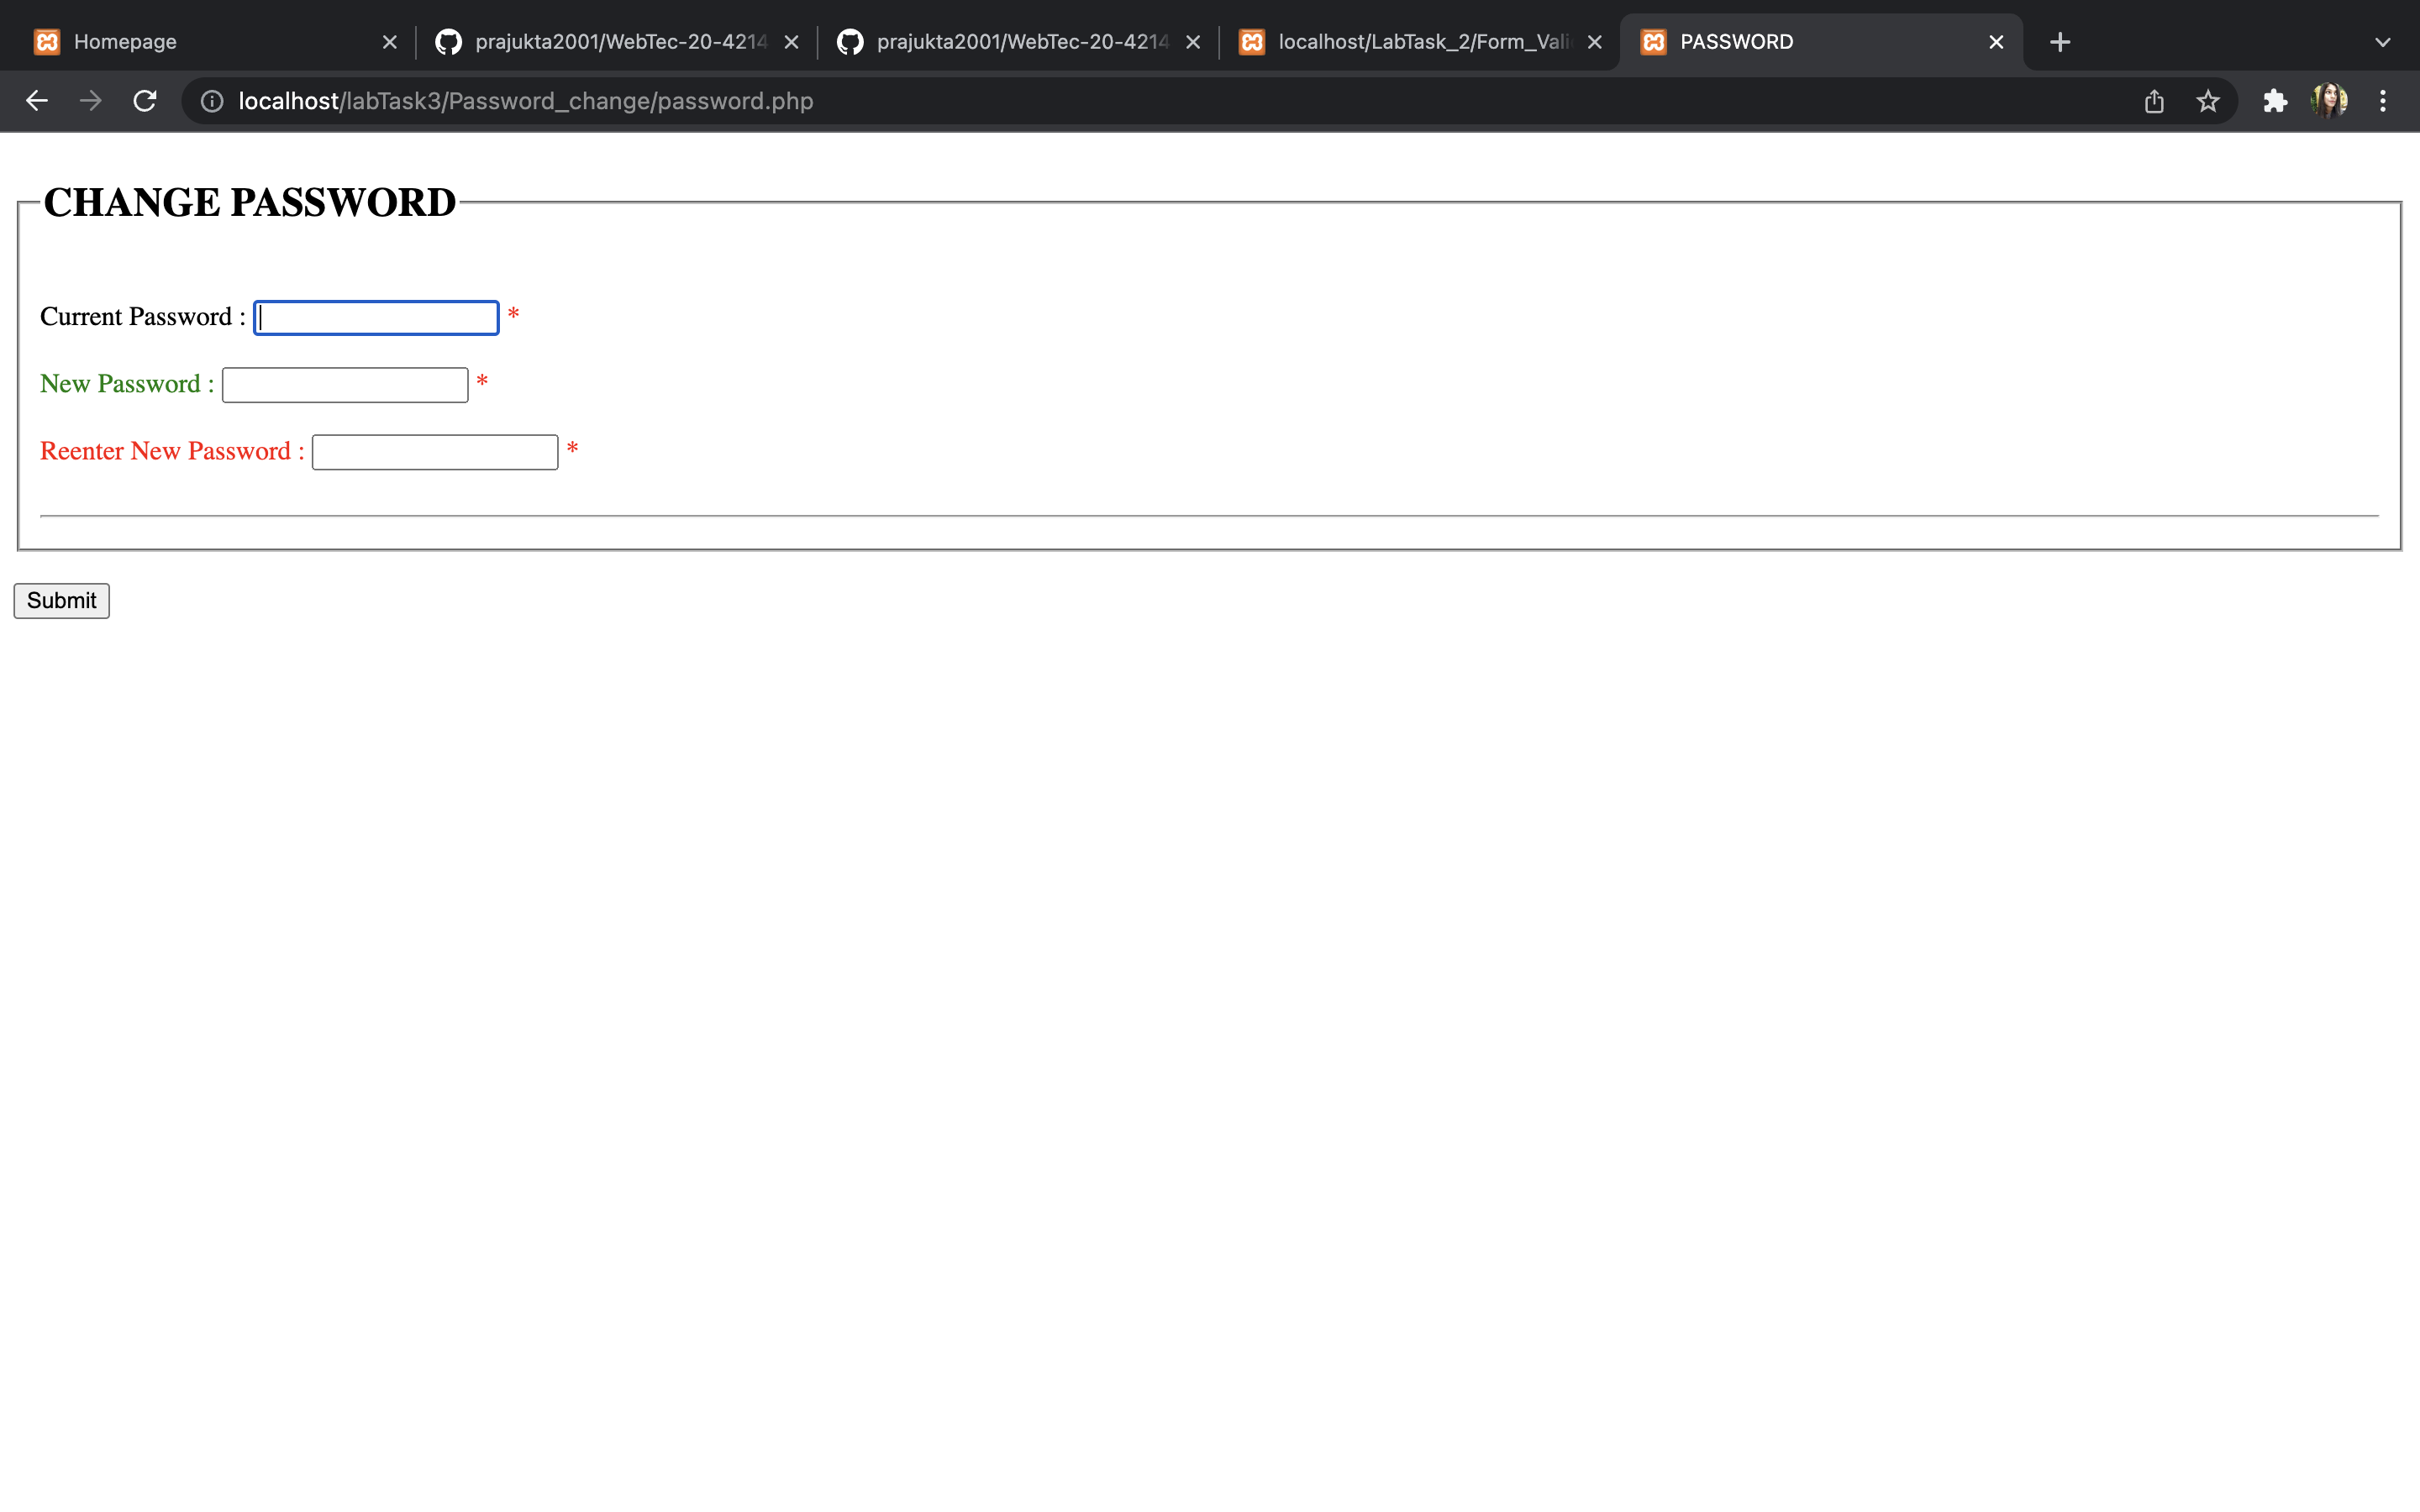 Homepage
prajukta2001/WebTec-20-4214
prajukta2001/WebTec-20-4214
localhost/LabTask_2/Form_Vali
PASSWORD
localhost/labTask3/Password_change/password.php
CHANGE PASSWORD
Current Password : *
New Password : *
Reenter New Password : *
Submit